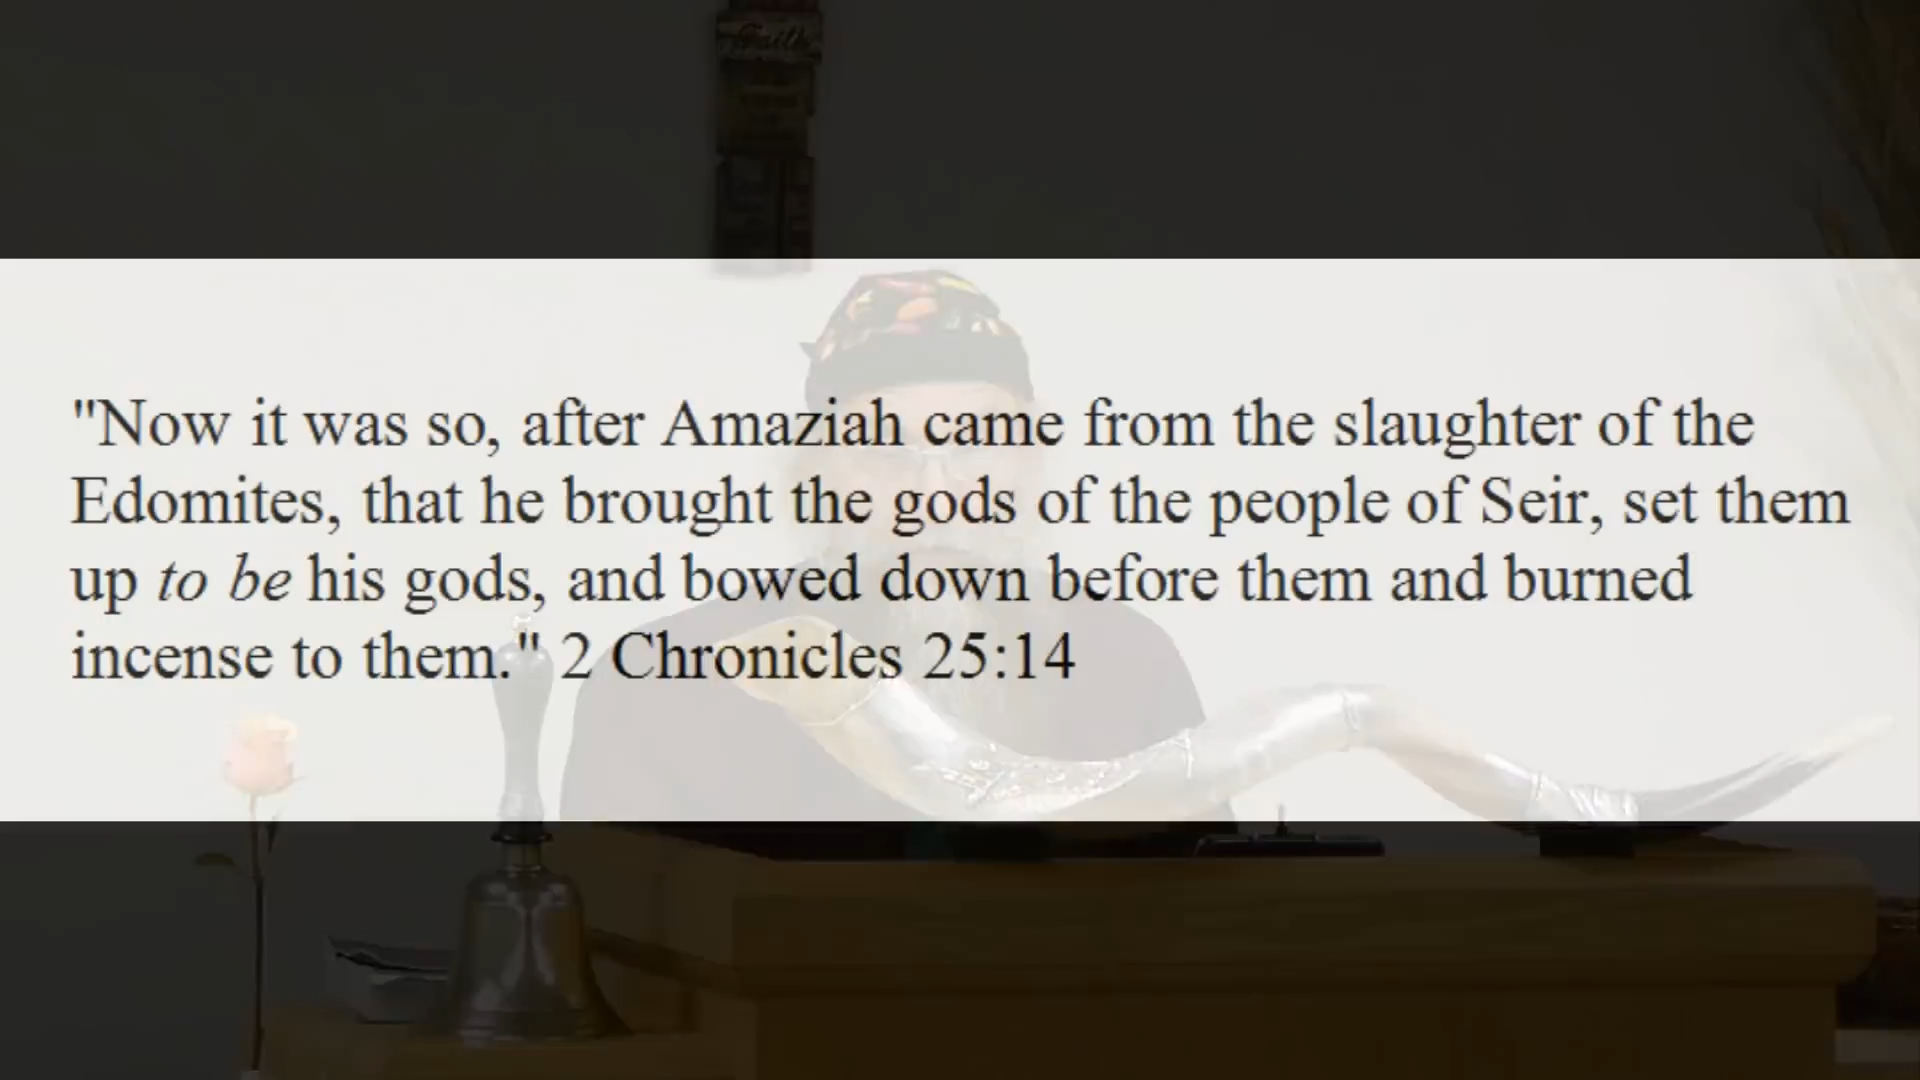 Faith
"Now it was so, after Amaziah came from the slaughter of the
Edomites, that he brought the gods of the people of Seir, set them
up to be his gods, and bowed down before them and burned
incense to them." 2 Chronicles 25:14